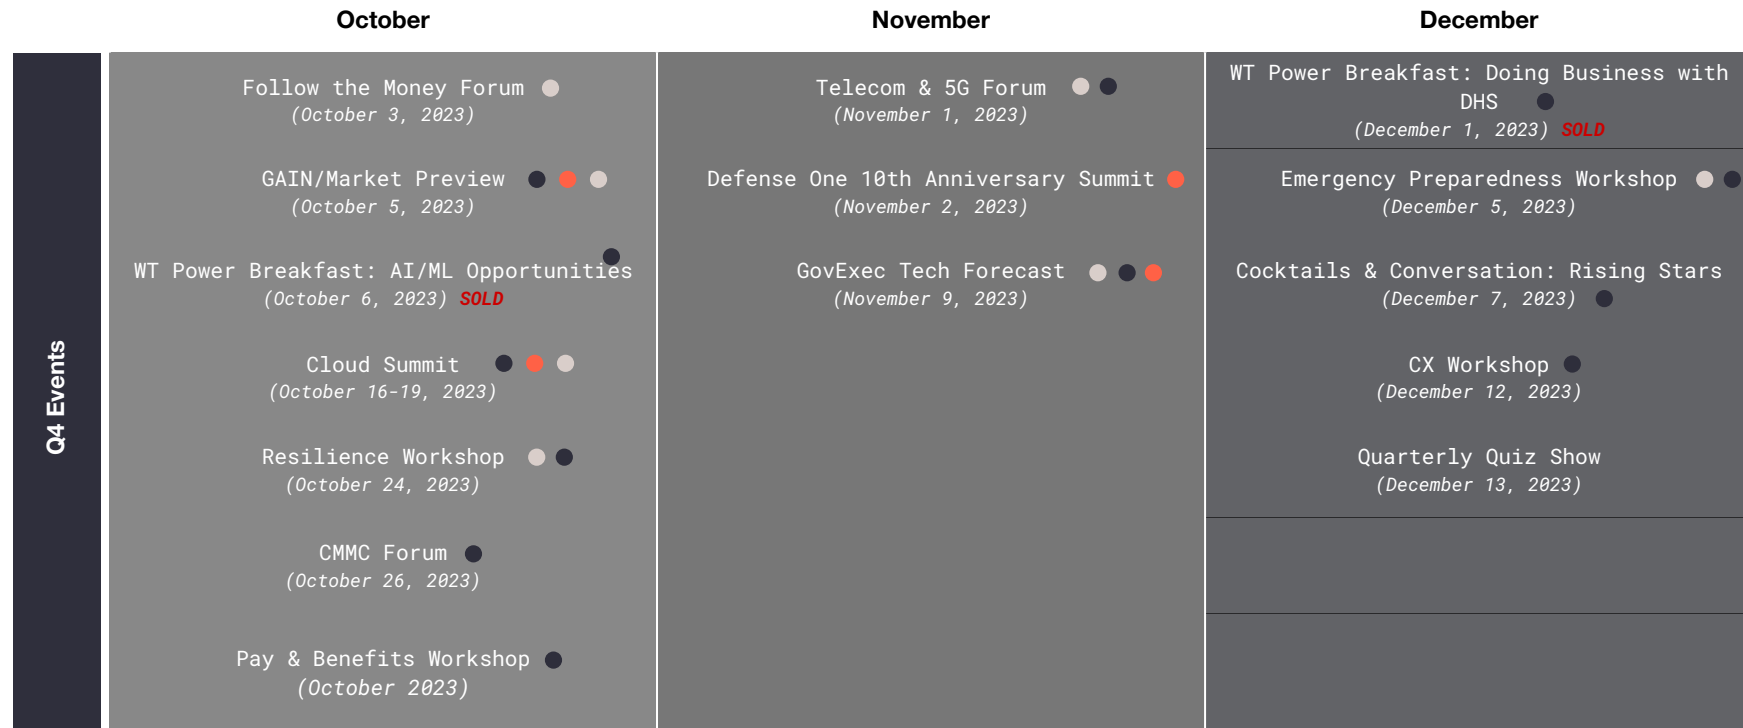 October
November
December
Q4 Events
Follow the Money Forum
(October 3, 2023)
GAIN/Market Preview
(October 5, 2023)
WT Power Breakfast: AI/ML Opportunities
(October 6, 2023) SOLD
Cloud Summit
(October 16-19, 2023)
Resilience Workshop
(October 24, 2023)
CMMC Forum
(October 26, 2023)
Pay & Benefits Workshop
(October 2023)
Telecom & 5G Forum
(November 1, 2023)
Defense One 10th Anniversary Summit
(November 2, 2023)
GovExec Tech Forecast
(November 9, 2023)
WT Power Breakfast: Doing Business with
DHS
(December 1, 2023) SOLD
Emergency Preparedness Workshop
(December 5, 2023)
Cocktails & Conversation: Rising Stars
(December 7, 2023)
CX Workshop
(December 12, 2023)
Quarterly Quiz Show
(December 13, 2023)